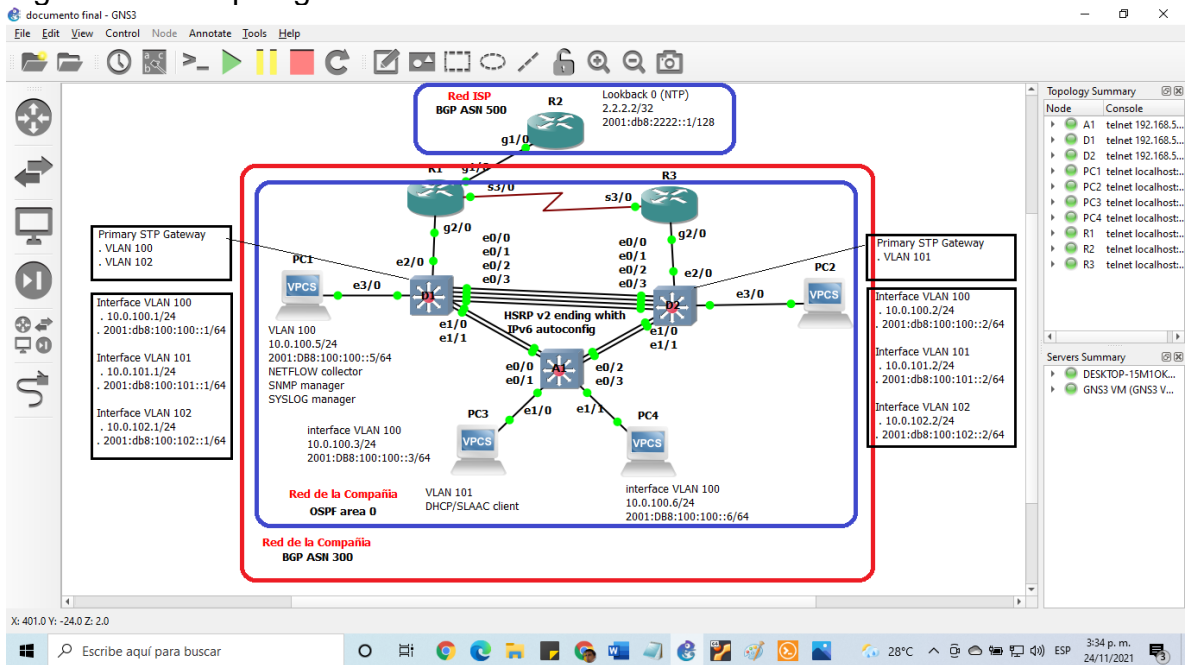 documento final - GNS3
File Edit View Control Node Annotate Tools Help
Red ISP
BGP ASN 500
R2
Lookback 0 (NTP)
2.2.2.2/32
2001:db8:2222::1/128
g1/0
g1/0
R1
s3/0
s3/0
R3
g2/0
g2/0
Primary STP Gateway
. VLAN 100
. VLAN 102
Primary STP Gateway
. VLAN 101
e0/0
e0/1
e0/2
e0/3
e0/0
e0/1
e0/2
e0/3
e2/0
e2/0
PC1
VPCS
e3/0
D1
D2
e3/0
PC2
VPCS
HSRP v2 ending whith
IPv6 autoconfig
Interface VLAN 100
. 10.0.100.1/24
. 2001:db8:100:100::1/64
Interface VLAN 101
. 10.0.101.1/24
. 2001:db8:100:101::1/64
Interface VLAN 102
. 10.0.102.1/24
. 2001:db8:100:102::1/64
VLAN 100
10.0.100.5/24
2001:DB8:100:100::5/64
NETFLOW collector
SNMP manager
SYSLOG manager
e1/0
e1/1
e1/0
e1/1
e0/0
e0/1
A1
e0/2
e0/3
e1/0
e1/1
Interface VLAN 100
. 10.0.100.2/24
. 2001:db8:100:100::2/64
Interface VLAN 101
. 10.0.101.2/24
. 2001:db8:100:101::2/64
Interface VLAN 102
. 10.0.102.2/24
. 2001:db8:100:102::2/64
interface VLAN 100
10.0.100.3/24
2001:DB8:100:100::3/64
PC3
VPCS
PC4
VPCS
VLAN 101
DHCP/SLAAC client
interface VLAN 100
10.0.100.6/24
2001:DB8:100:100::6/64
Red de la Compañia
OSPF area 0
Red de la Compañia
BGP ASN 300
Topology Summary
Node Console
A1 telnet 192.168.5...
D1 telnet 192.168.5...
D2 telnet 192.168.5...
PC1 telnet localhost:..
PC2 telnet localhost:..
PC3 telnet localhost:..
PC4 telnet localhost:..
R1 telnet localhost:..
R2 telnet localhost:..
R3 telnet localhost:..
Servers Summary
DESKTOP-15M1OK...
GNS3 VM (GNS3 V...
X: 401.0 Y: -24.0 Z: 2.0
Escribe aquí para buscar
28°C
ESP
3:34 p. m.
24/11/2021
3